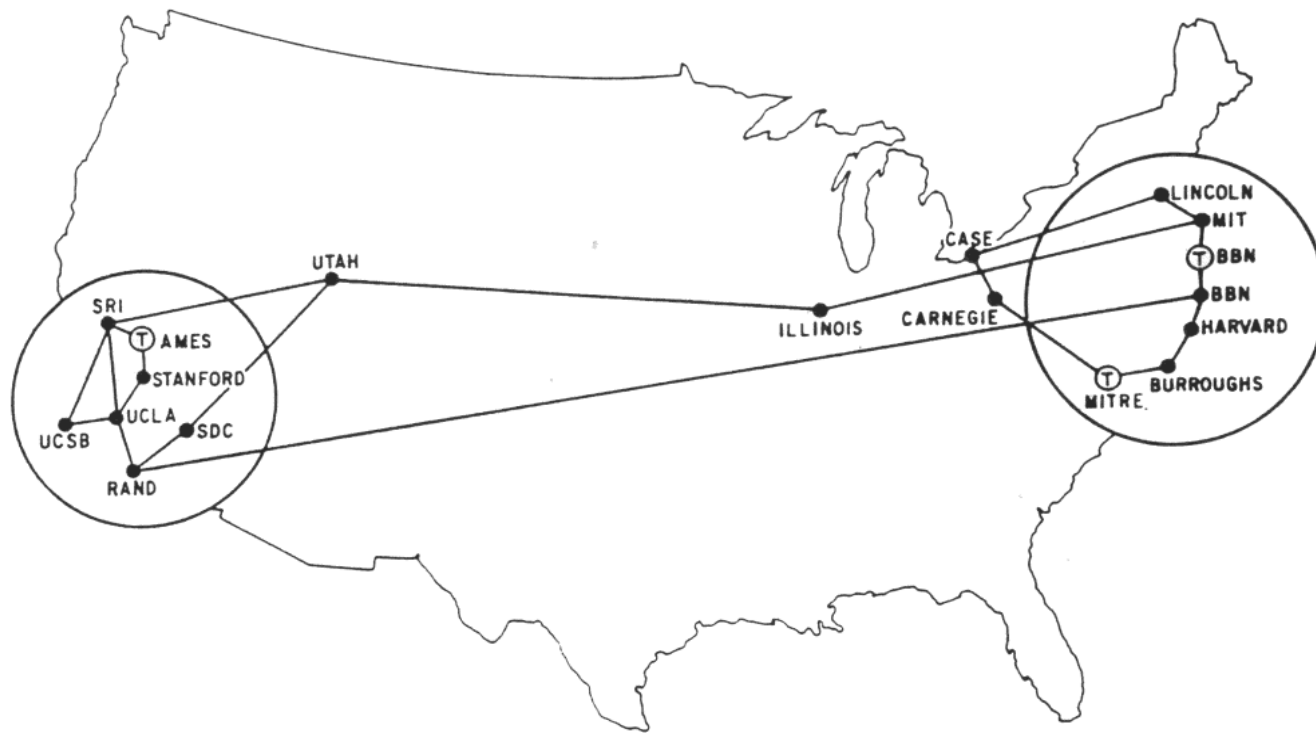 LINCOLN
MIT
CASE
T BBN
UTAH
BBN
SRI
ILLINOIS
CARNEGIE
HARVARD
T AMES
STANFORD
T
BURROUGHS
MITRE
UCLA
SDC
UCSB
RAND